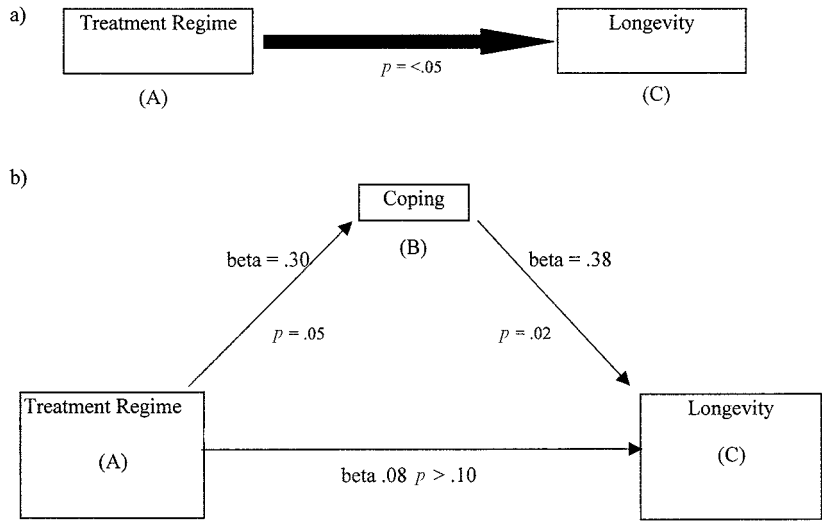 a)
Treatment Regime
Longevity
p = <.05
(A)
(C)
b)
Coping
(B)
beta = .30
beta = .38
p = .05
p = .02
Treatment Regime
(A)
Longevity
(C)
beta .08 p > .10